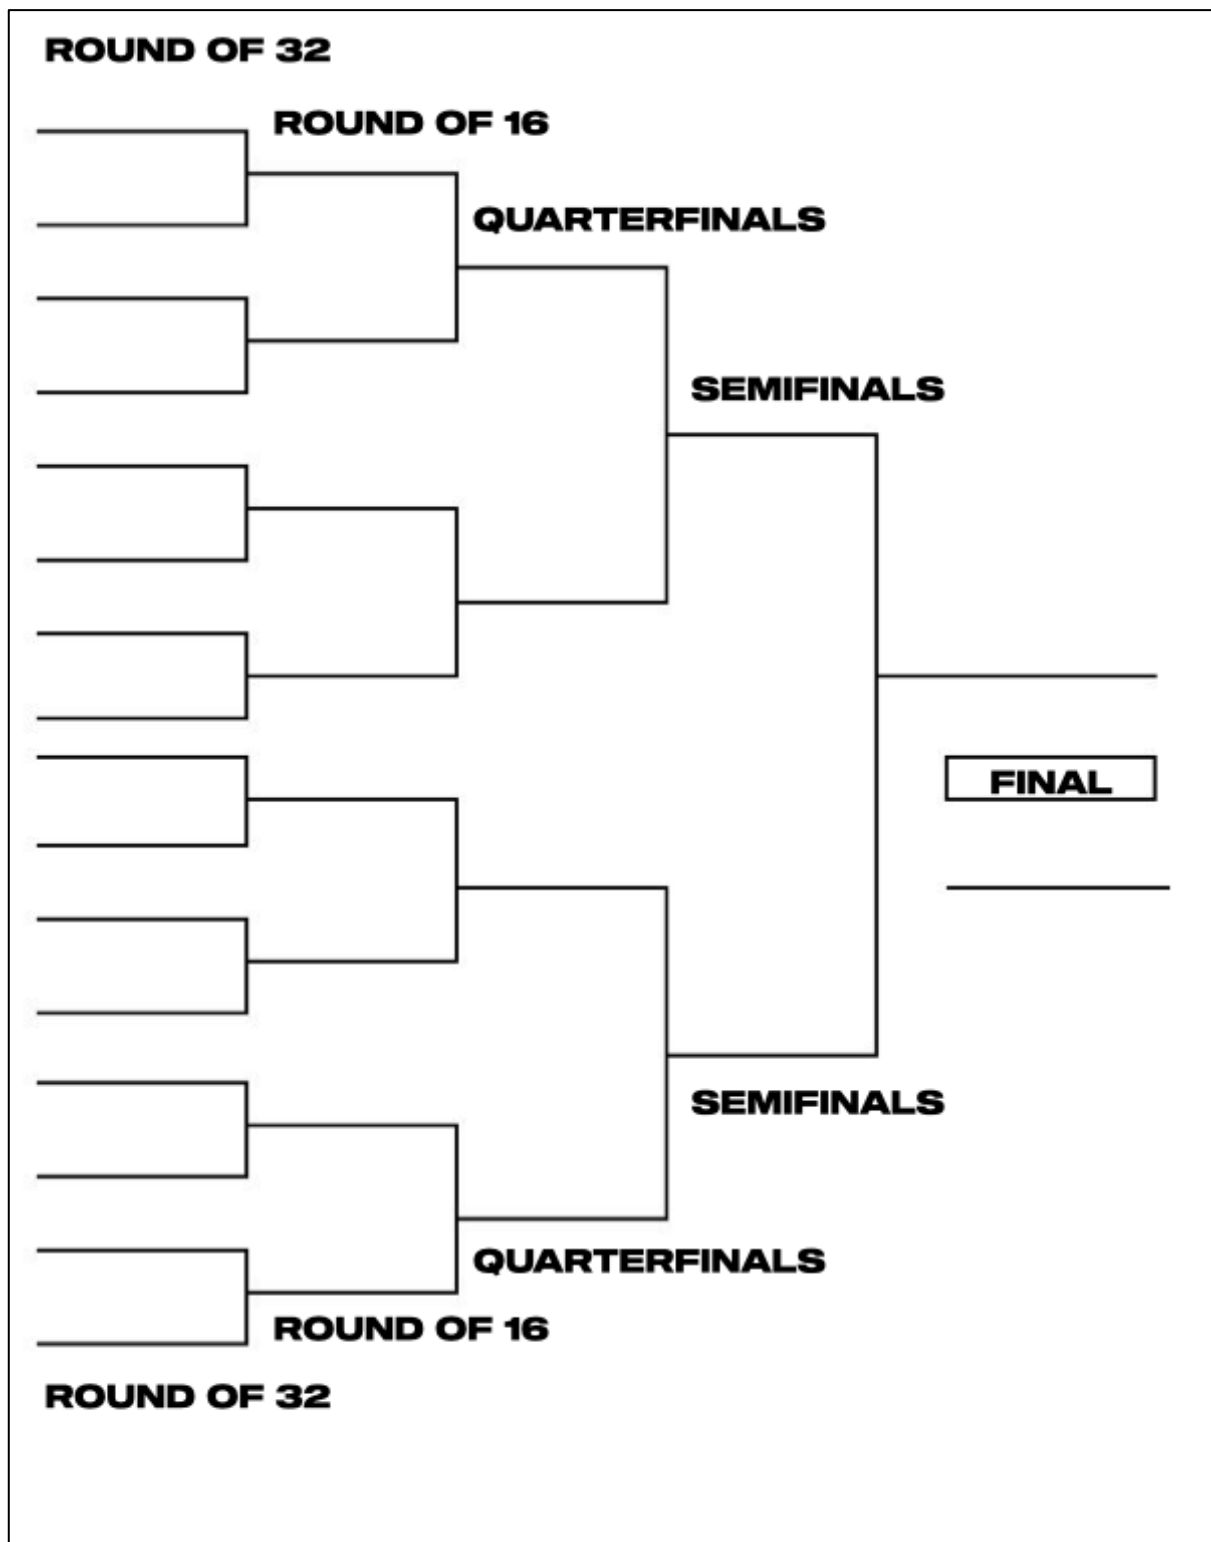 ROUND OF 32
ROUND OF 16
QUARTERFINALS
SEMIFINALS
FINAL
SEMIFINALS
QUARTERFINALS
ROUND OF 16
ROUND OF 32